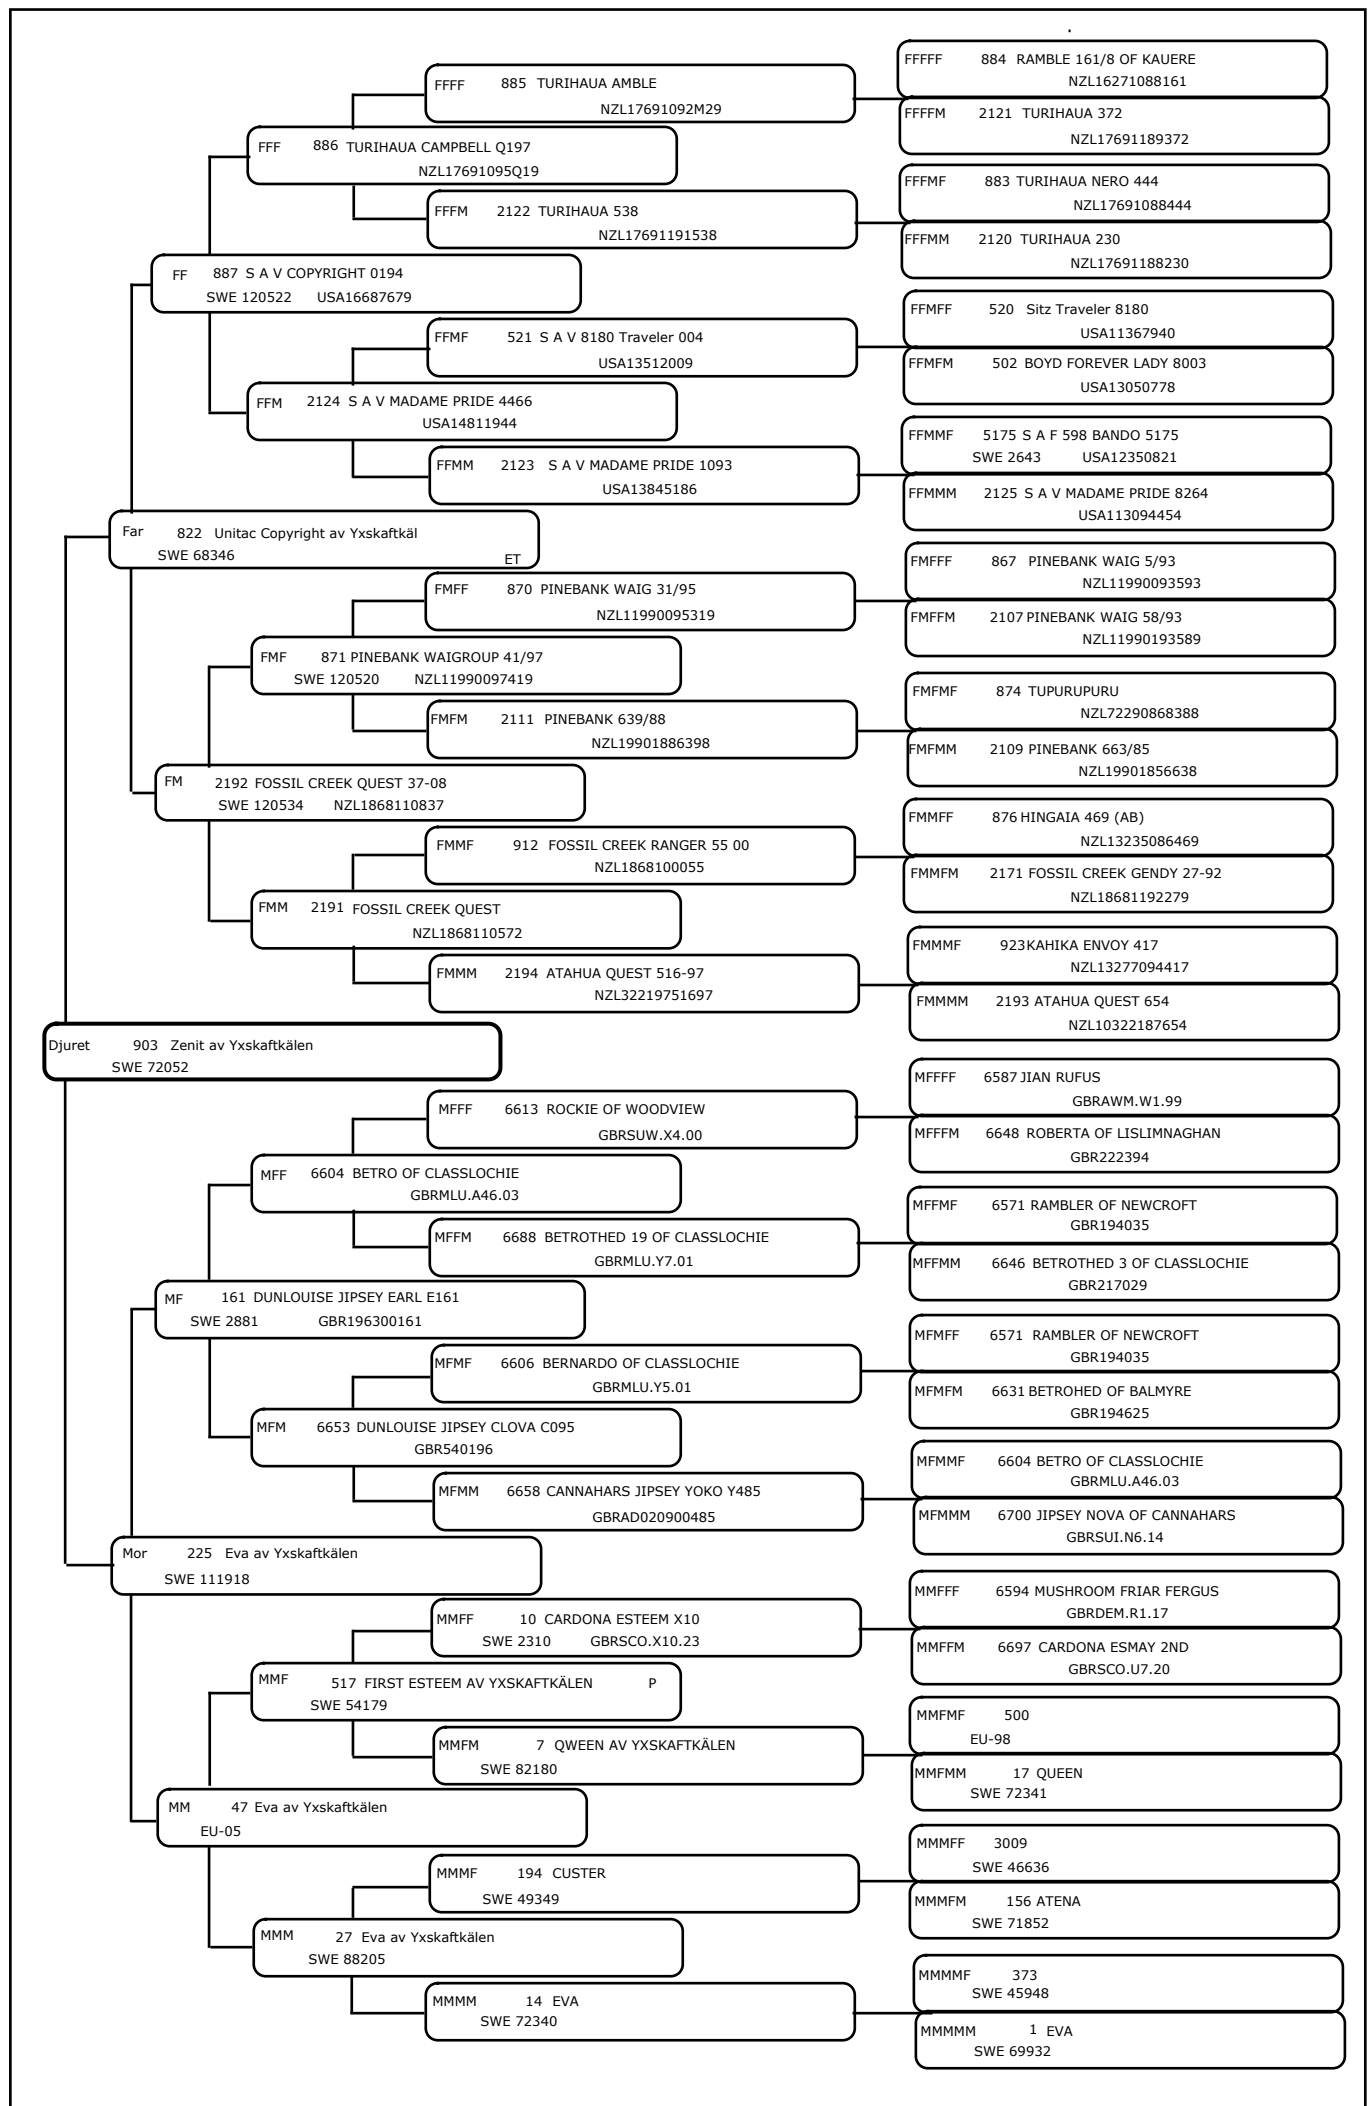 FFFFF 884 RAMBLE 161/8 OF KAUERE
NZL16271088161
FFFF 885 TURIHAUA AMBLE
NZL17691092M29
FFFFM 2121 TURIHAUA 372
NZL17691189372
FFF 886 TURIHAUA CAMPBELL Q197
NZL17691095Q19
FFFMF 883 TURIHAUA NERO 444
NZL17691088444
FFFM 2122 TURIHAUA 538
NZL17691191538
FFFMM 2120 TURIHAUA 230
NZL17691188230
FF 887 S A V COPYRIGHT 0194
SWE 120522 USA16687679
FFMFF 520 Sitz Traveler 8180
USA11367940
FFMF 521 S A V 8180 Traveler 004
USA13512009
FFMFM 502 BOYD FOREVER LADY 8003
USA13050778
FFM 2124 S A V MADAME PRIDE 4466
USA14811944
FFMMF 5175 S A F 598 BANDO 5175
SWE 2643 USA12350821
FFMM 2123 S A V MADAME PRIDE 1093
USA13845186
FFMMM 2125 S A V MADAME PRIDE 8264
USA113094454
Far 822 Unitac Copyright av Yxskaftkäl
SWE 68346 ET
FMFFF 867 PINEBANK WAIG 5/93
NZL11990093593
FMFF 870 PINEBANK WAIG 31/95
NZL11990095319
FMFFM 2107 PINEBANK WAIG 58/93
NZL11990193589
FMF 871 PINEBANK WAIGROUP 41/97
SWE 120520 NZL11990097419
FMFMF 874 TUPURUPURU
NZL72290868388
FMFM 2111 PINEBANK 639/88
NZL19901886398
FMFMM 2109 PINEBANK 663/85
NZL19901856638
FM 2192 FOSSIL CREEK QUEST 37-08
SWE 120534 NZL1868110837
FMMFF 876 HINGAIA 469 (AB)
NZL13235086469
FMMF 912 FOSSIL CREEK RANGER 55 00
NZL1868100055
FMMFM 2171 FOSSIL CREEK GENDY 27-92
NZL18681192279
FMM 2191 FOSSIL CREEK QUEST
NZL1868110572
FMMMF 923 KAHIKA ENVOY 417
NZL13277094417
FMMM 2194 ATAHUA QUEST 516-97
NZL32219751697
FMMMM 2193 ATAHUA QUEST 654
NZL10322187654
Djuret 903 Zenit av Yxskaftkälen
SWE 72052
MFFFF 6587 JIAN RUFUS
GBRAWM.W1.99
MFFF 6613 ROCKIE OF WOODVIEW
GBRSUW.X4.00
MFFFM 6648 ROBERTA OF LISLIMNAGHAN
GBR222394
MFF 6604 BETRO OF CLASSLOCHIE
GBRMLU.A46.03
MFFMF 6571 RAMBLER OF NEWCROFT
GBR194035
MFFM 6688 BETROTHED 19 OF CLASSLOCHIE
GBRMLU.Y7.01
MFFMM 6646 BETROTHED 3 OF CLASSLOCHIE
GBR217029
MF 161 DUNLOUISE JIPSEY EARL E161
SWE 2881 GBR196300161
MFMFF 6571 RAMBLER OF NEWCROFT
GBR194035
MFMF 6606 BERNARDO OF CLASSLOCHIE
GBRMLU.Y5.01
MFMFM 6631 BETROHED OF BALMYRE
GBR194625
MFM 6653 DUNLOUISE JIPSEY CLOVA C095
GBR540196
MFMMF 6604 BETRO OF CLASSLOCHIE
GBRMLU.A46.03
MFMM 6658 CANNAHARS JIPSEY YOKO Y485
GBRAD020900485
MFMMM 6700 JIPSEY NOVA OF CANNAHARS
GBRSUI.N6.14
Mor 225 Eva av Yxskaftkälen
SWE 111918
MMFFF 6594 MUSHROOM FRIAR FERGUS
GBRDEM.R1.17
MMFF 10 CARDONA ESTEEM X10
SWE 2310 GBRSCO.X10.23
MMFFM 6697 CARDONA ESMAY 2ND
GBRSCO.U7.20
MMF 517 FIRST ESTEEM AV YXSKAFTKÄLEN P
SWE 54179
MMFMF 500
EU-98
MMFM 7 QWEEN AV YXSKAFTKÄLEN
SWE 82180
MMFMM 17 QUEEN
SWE 72341
MM 47 Eva av Yxskaftkälen
EU-05
MMMFF 3009
SWE 46636
MMMF 194 CUSTER
SWE 49349
MMMFM 156 ATENA
SWE 71852
MMM 27 Eva av Yxskaftkälen
SWE 88205
MMMMF 373
SWE 45948
MMMM 14 EVA
SWE 72340
MMMMM 1 EVA
SWE 69932